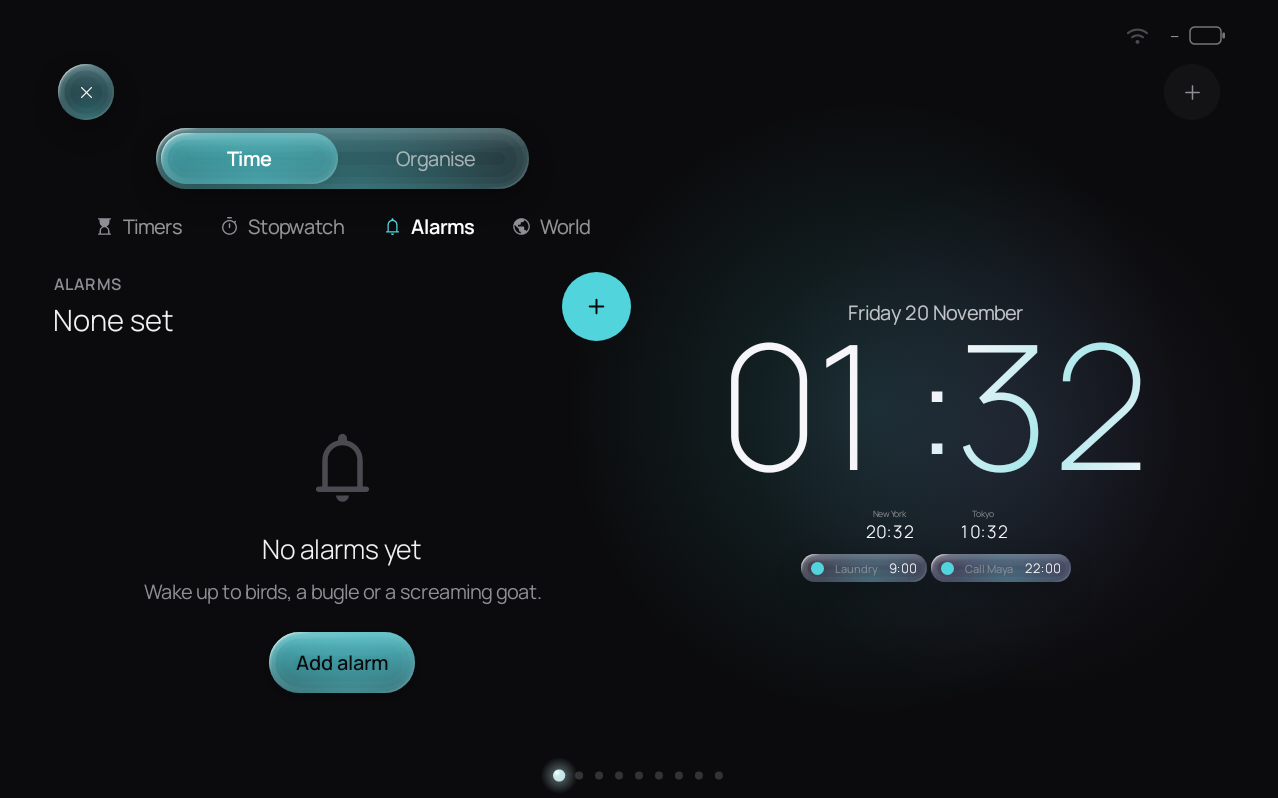 –
Time Organise
Timers Stopwatch Alarms World
ALARMS
None set
No alarms yet
Wake up to birds, a bugle or a screaming goat.
Add alarm
Friday 20 November
01:32
New York Tokyo
20:32 10:32
Laundry 9:00 Call Maya 22:00